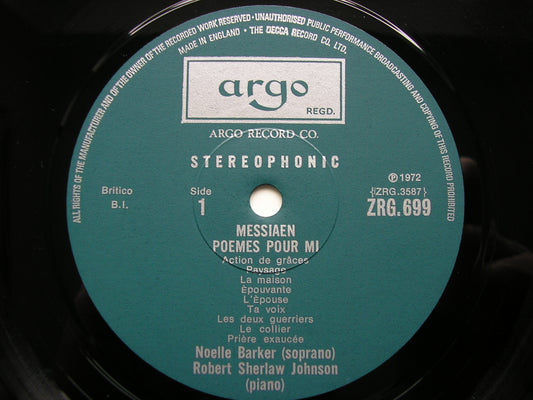 ALL RIGHTS OF THE MANUFACTURER AND OF THE OWNER OF THE RECORDED WORK RESERVED • UNAUTHORISED PUBLIC PERFORMANCE BROADCASTING AND COPYING OF THIS RECORD PROHIBITED
MADE IN ENGLAND • THE DECCA RECORD CO. LTD.
argo
REGD.
ARGO RECORD CO.
STEREOPHONIC
℗ 1972
Britico Side {ZRG.3587}
B.I. 1 ZRG.699
MESSIAEN
POEMES POUR MI
Action de grâces
Paysage
La maison
Èpouvante
L'Èpouse
Ta voix
Les deux guerriers
Le collier
Prière exaucée
Noelle Barker (soprano)
Robert Sherlaw Johnson
(piano)